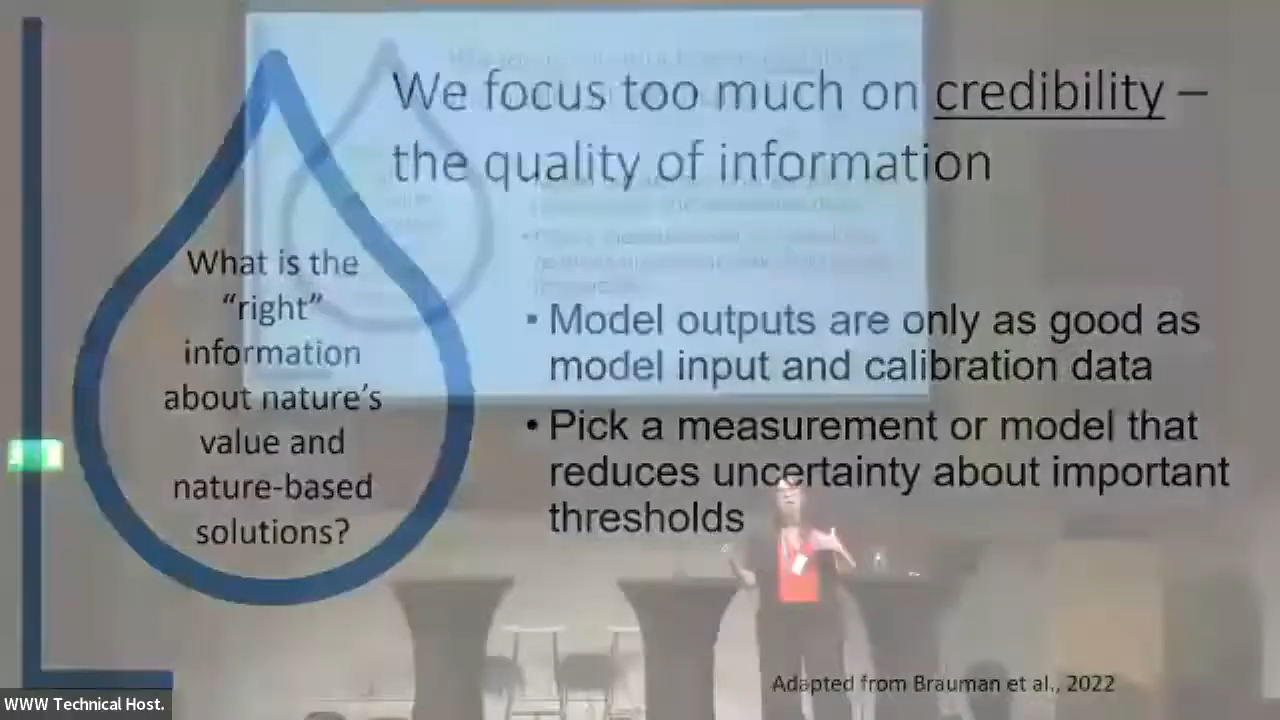 We focus too much on credibility –
the quality of information
What is the
“right”
information
about nature’s
value and
nature-based
solutions?
▪ Model outputs are only as good as
model input and calibration data
• Pick a measurement or model that
reduces uncertainty about important
thresholds
Adapted from Brauman et al., 2022
WWW Technical Host.